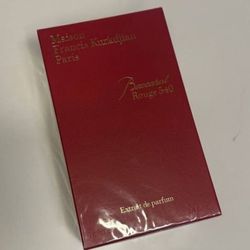 Maison
Francis Kurkdjian
Paris
Baccarat
Rouge 540
Extrait de parfum